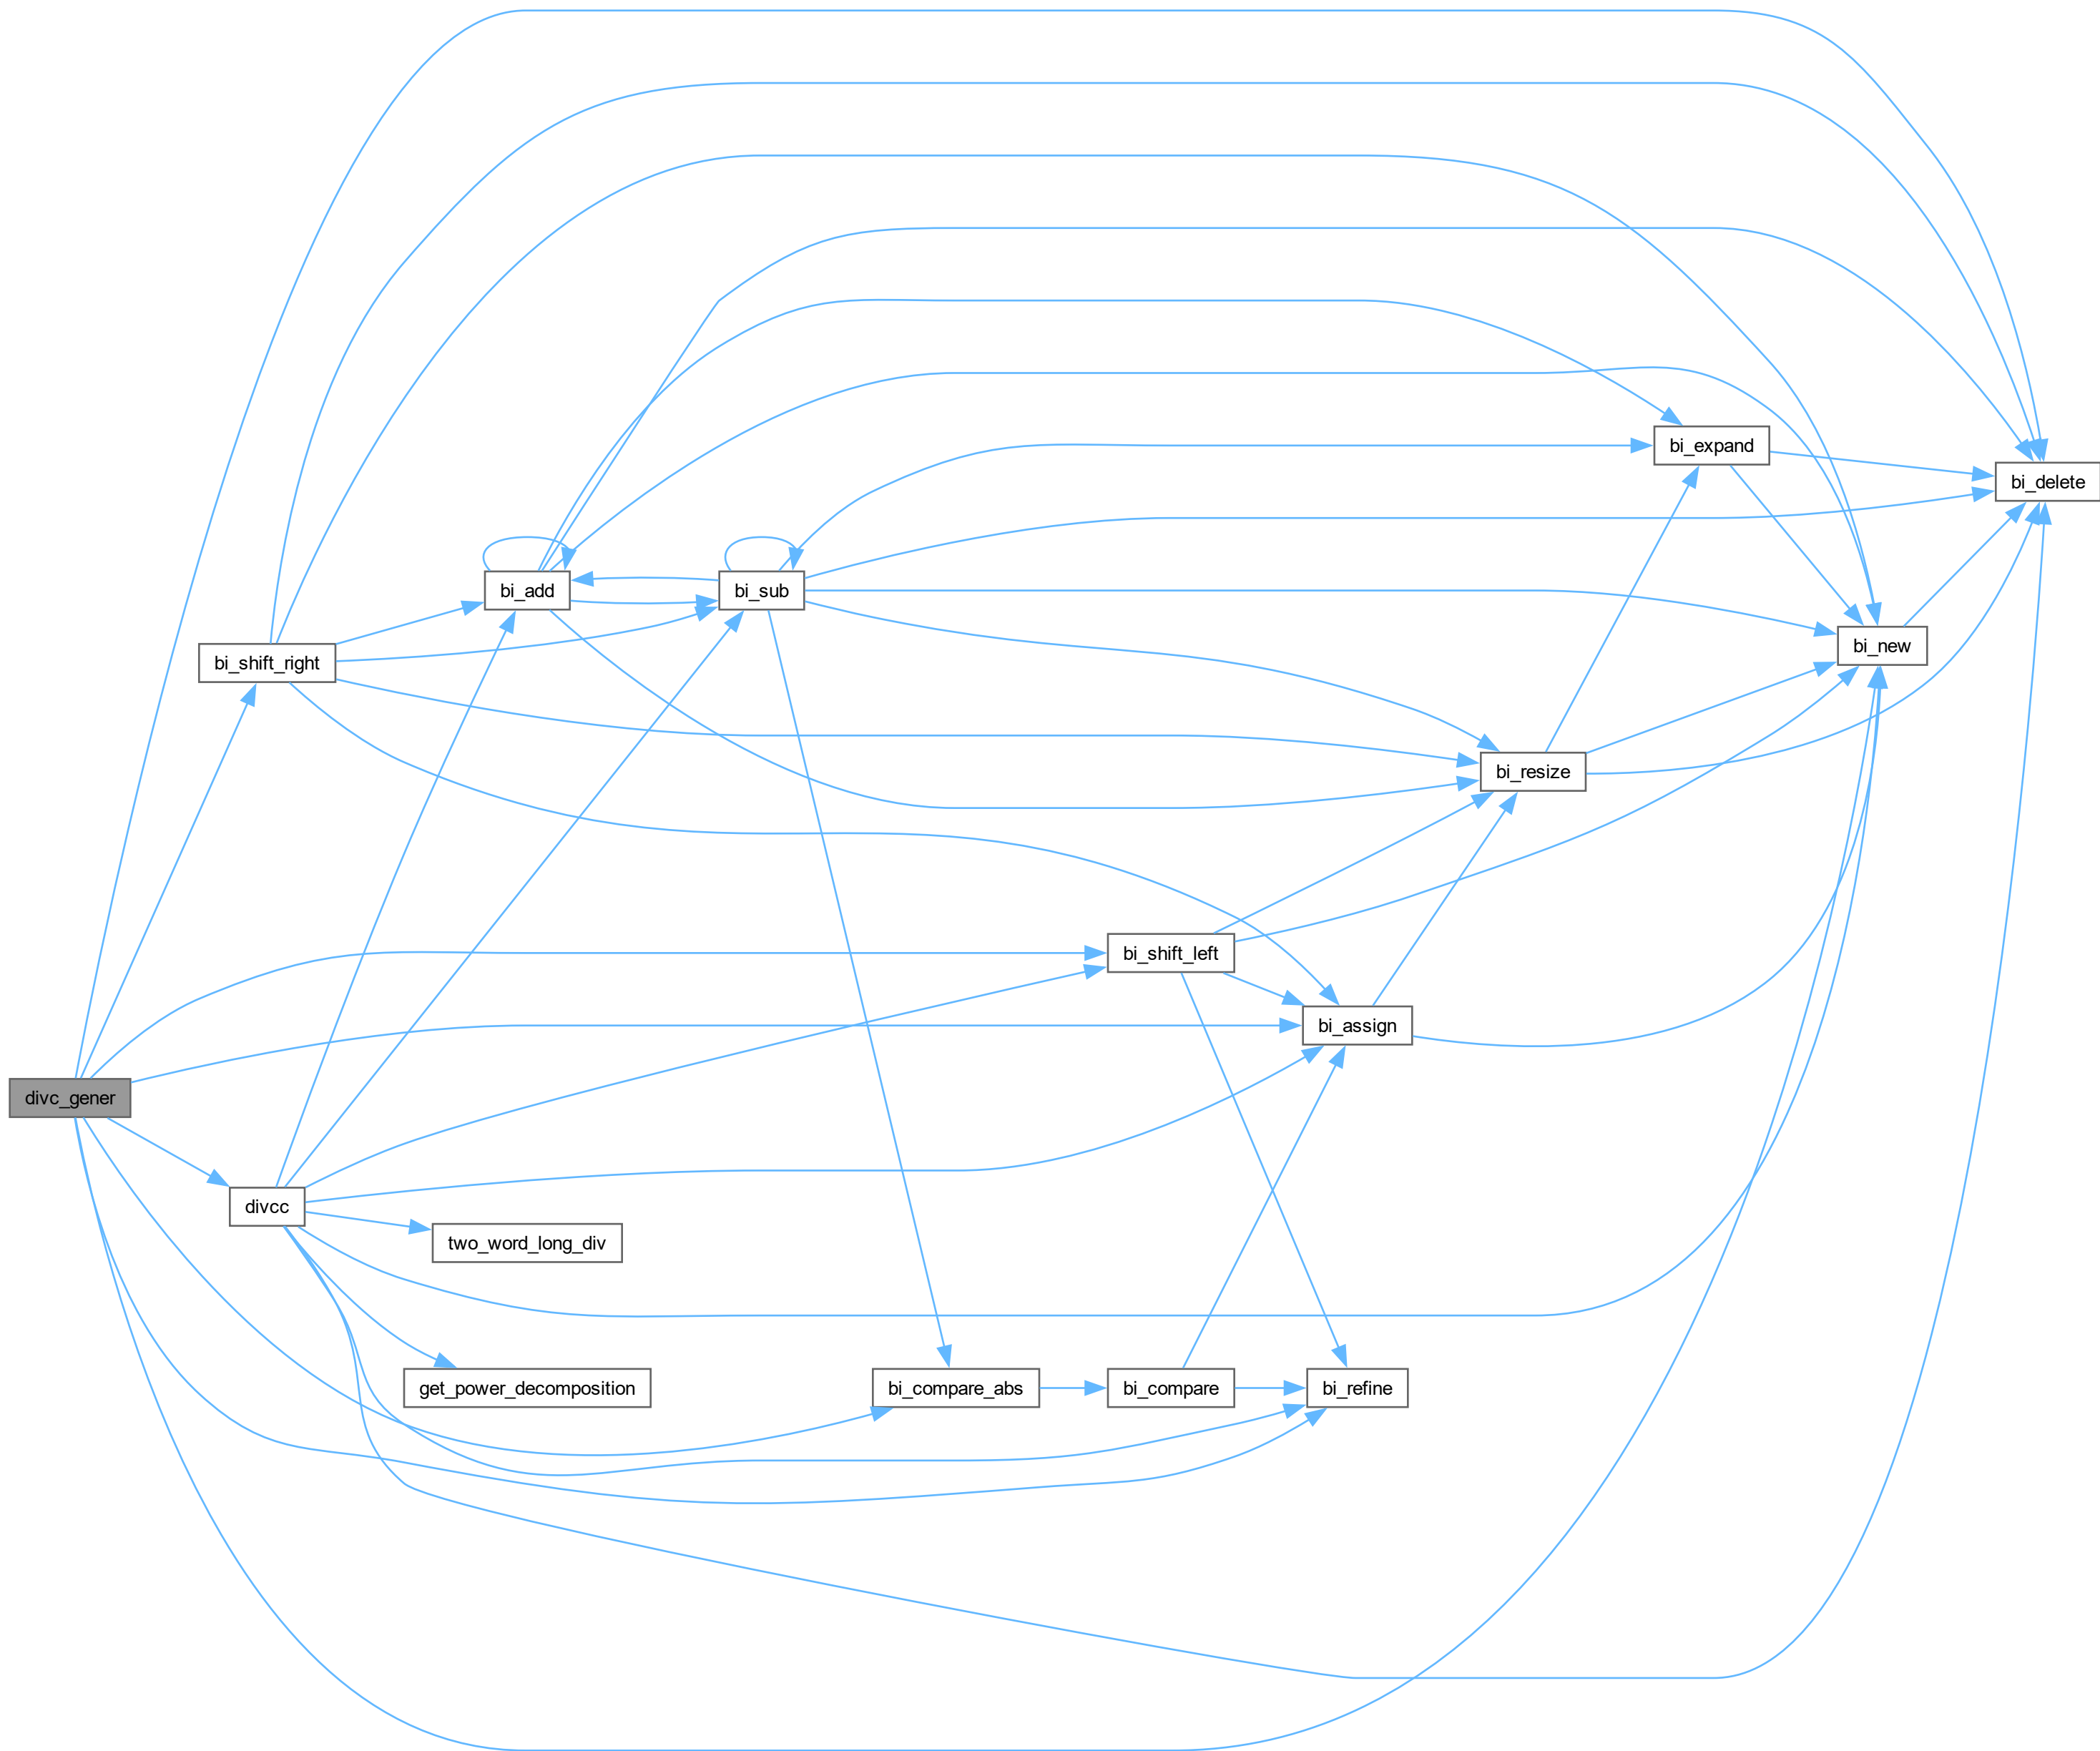 bi_expand
bi_delete
bi_add
bi_sub
bi_new
bi_shift_right
bi_resize
bi_shift_left
bi_assign
divc_gener
divcc
two_word_long_div
get_power_decomposition
bi_compare_abs
bi_compare
bi_refine